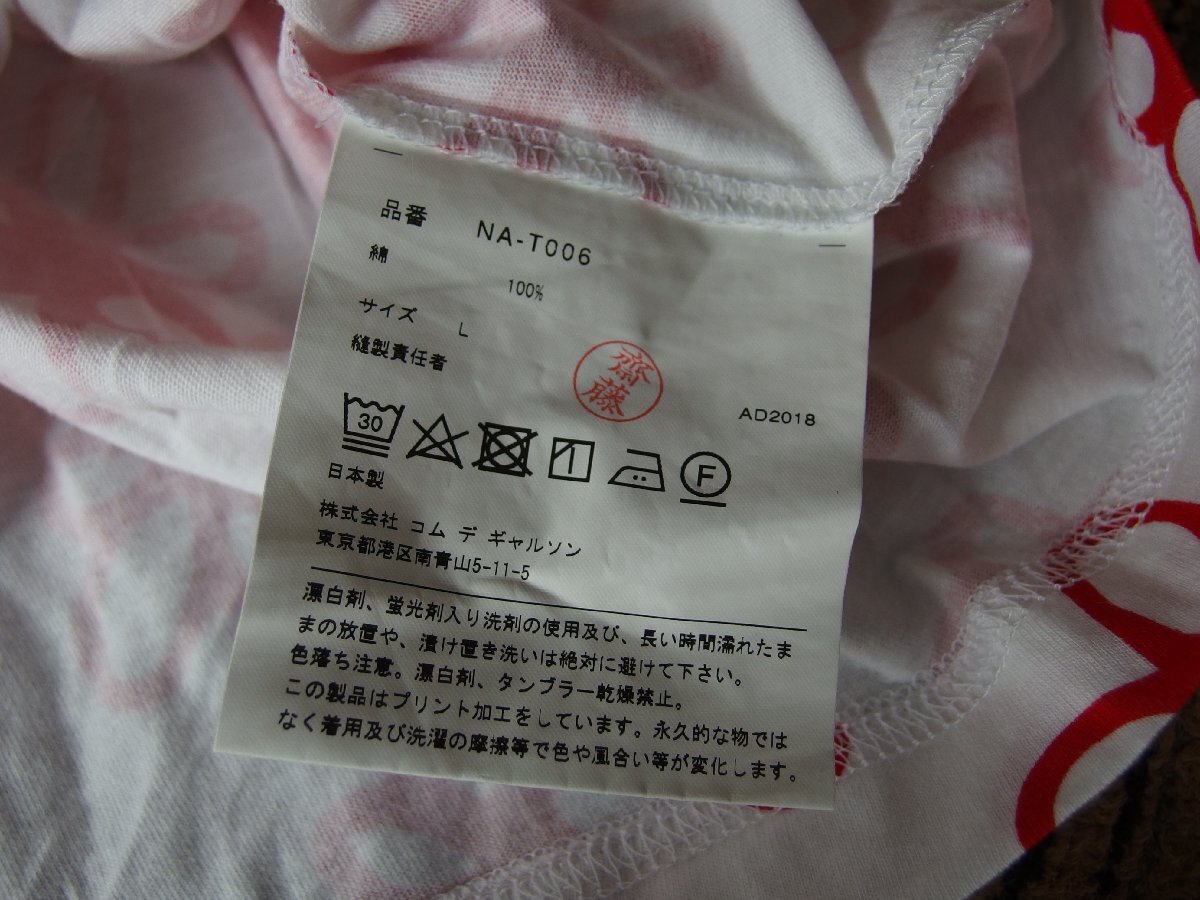 品番 NA-T006
綿 100%
サイズ L
縫製責任者
齋藤
AD2018
30
F
日本製
株式会社 コム デ ギャルソン
東京都港区南青山5-11-5
漂白剤、蛍光剤入り洗剤の使用及び、長い時間濡れたま
まの放置や、漬け置き洗いは絶対に避けて下さい。
色落ち注意。漂白剤、タンブラー乾燥禁止。
この製品はプリント加工をしています。永久的な物では
なく着用及び洗濯の摩擦等で色や風合い等が変化します。